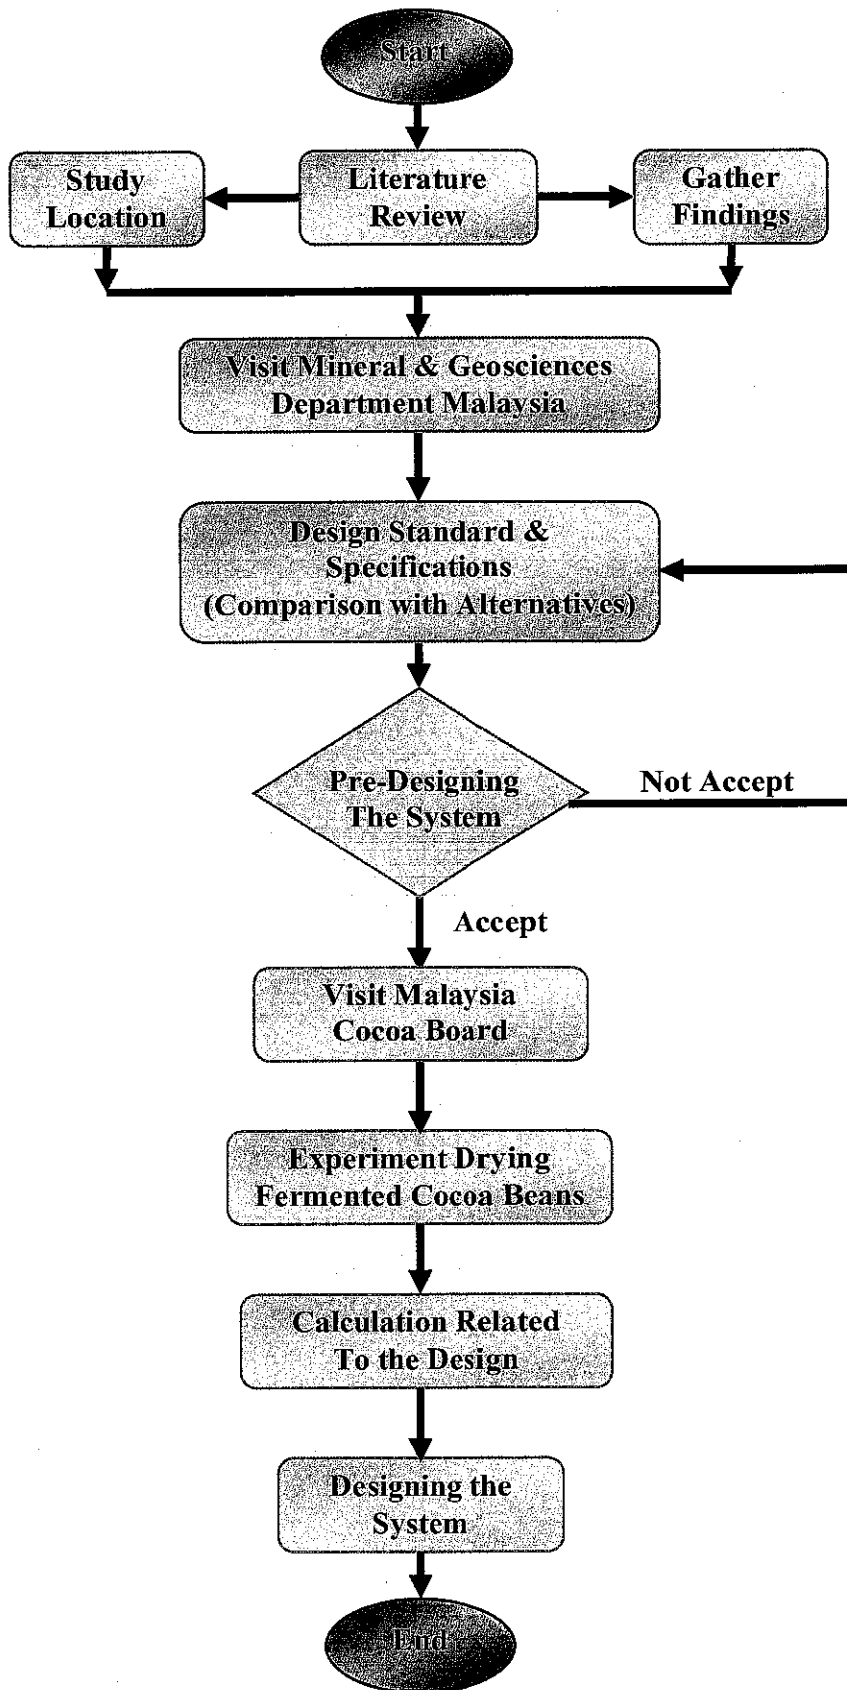 Start
Study
Location
Literature
Review
Gather
Findings
Visit Mineral & Geosciences
Department Malaysia
Design Standard &
Specifications
(Comparison with Alternatives)
Pre-Designing
The System
Not Accept
Accept
Visit Malaysia
Cocoa Board
Experiment Drying
Fermented Cocoa Beans
Calculation Related
To the Design
Designing the
System
End